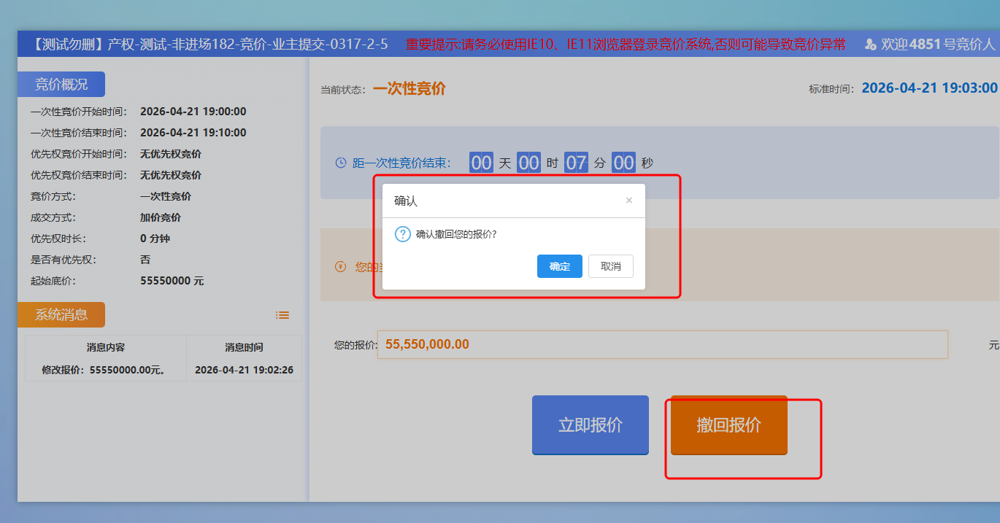 【测试勿删】产权-测试-非进场182-竞价-业主提交-0317-2-5 重要提示:请务必使用IE10、IE11浏览器登录竞价系统,否则可能导致竞价异常 欢迎4851号竞价人
竞价概况
一次性竞价开始时间: 2026-04-21 19:00:00
一次性竞价结束时间: 2026-04-21 19:10:00
优先权竞价开始时间: 无优先权竞价
优先权竞价结束时间: 无优先权竞价
竞价方式: 一次性竞价
成交方式: 加价竞价
优先权时长: 0 分钟
是否有优先权: 否
起始底价: 55550000 元
系统消息
消息内容 消息时间
修改报价: 55550000.00元。 2026-04-21 19:02:26
当前状态: 一次性竞价 标准时间: 2026-04-21 19:03:00
距一次性竞价结束: 00 天 00 时 07 分 00 秒
确认 ×
? 确认撤回您的报价?
确定 取消
¥ 您的
您的报价: 55,550,000.00 元
立即报价 撤回报价